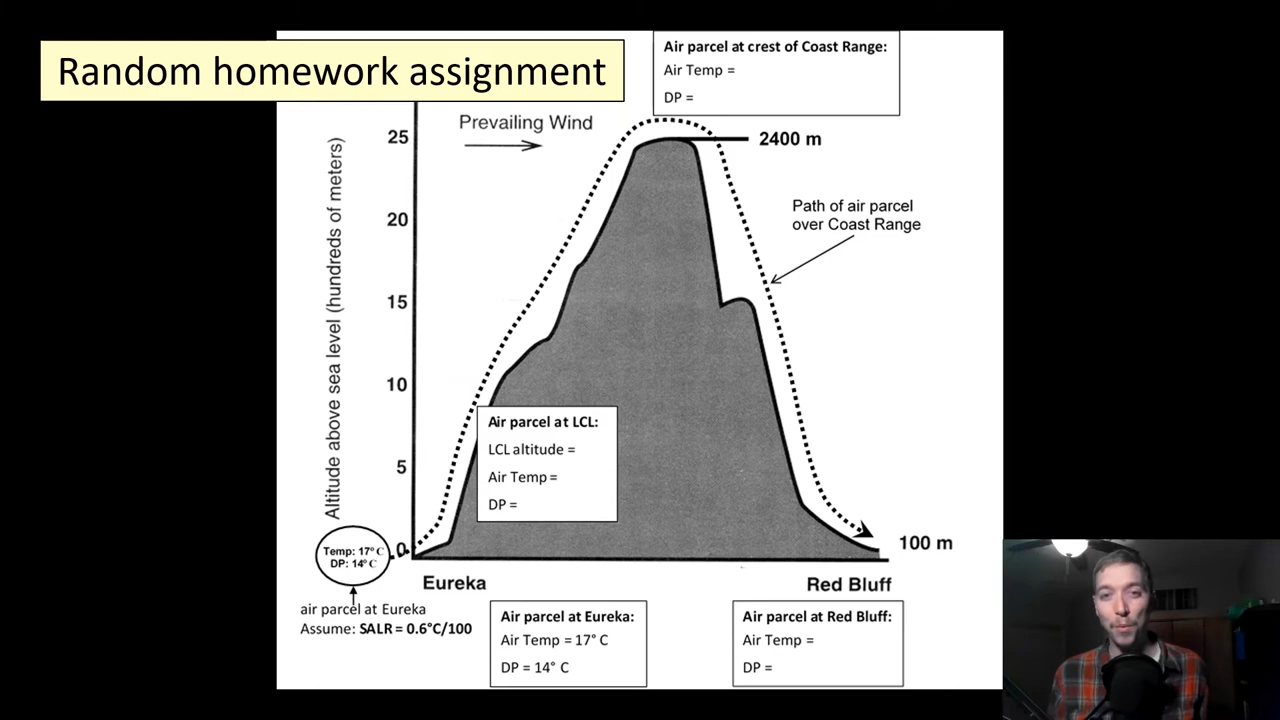 Random homework assignment
Air parcel at crest of Coast Range:
Air Temp =
DP =
Prevailing Wind
2400 m
Path of air parcel
over Coast Range
Altitude above sea level (hundreds of meters)
25
20
15
10
5
0
Air parcel at LCL:
LCL altitude =
Air Temp =
DP =
Temp: 17° C
DP: 14° C
100 m
Eureka
Red Bluff
air parcel at Eureka
Assume: SALR = 0.6°C/100
Air parcel at Eureka:
Air Temp = 17° C
DP = 14° C
Air parcel at Red Bluff:
Air Temp =
DP =